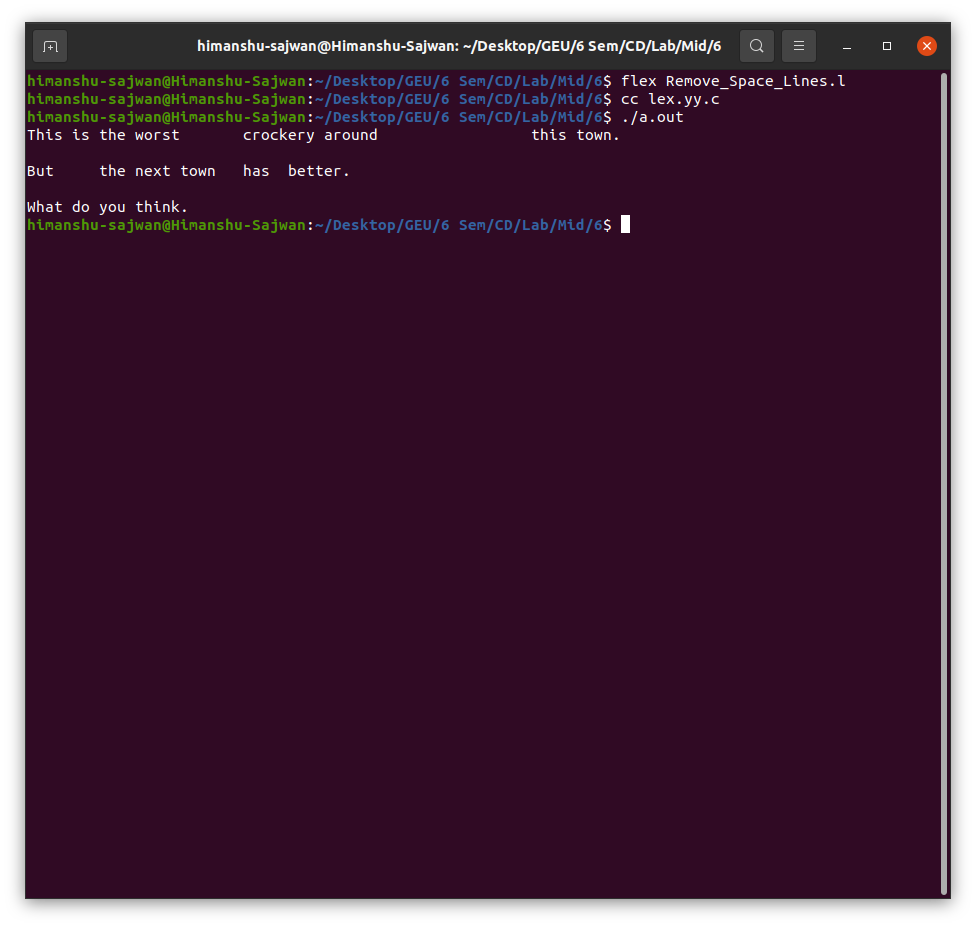 himanshu-sajwan@Himanshu-Sajwan: ~/Desktop/GEU/6 Sem/CD/Lab/Mid/6
himanshu-sajwan@Himanshu-Sajwan:~/Desktop/GEU/6 Sem/CD/Lab/Mid/6$ flex Remove_Space_Lines.l
himanshu-sajwan@Himanshu-Sajwan:~/Desktop/GEU/6 Sem/CD/Lab/Mid/6$ cc lex.yy.c
himanshu-sajwan@Himanshu-Sajwan:~/Desktop/GEU/6 Sem/CD/Lab/Mid/6$ ./a.out
This is the worst       crockery around                 this town.
But     the next town   has  better.
What do you think.
himanshu-sajwan@Himanshu-Sajwan:~/Desktop/GEU/6 Sem/CD/Lab/Mid/6$